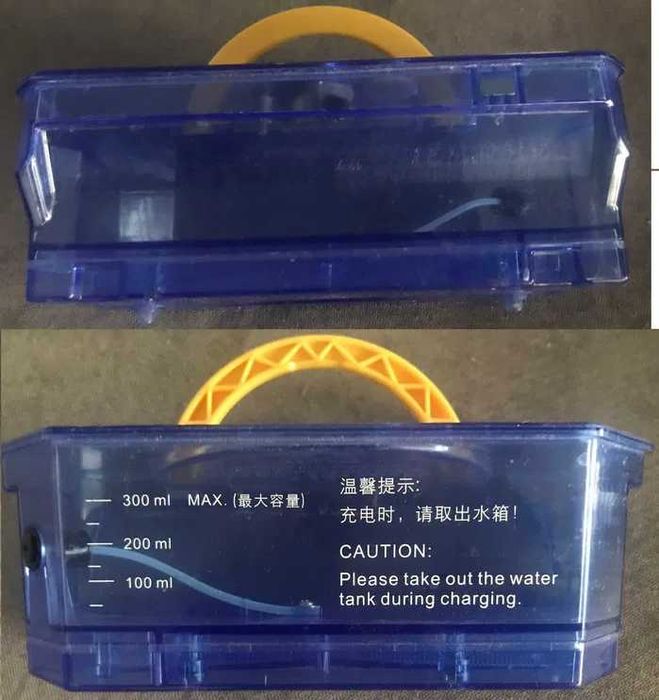 300 ml MAX. (最大容量)
200 ml
100 ml
温馨提示:
充电时，请取出水箱!
CAUTION:
Please take out the water
tank during charging.